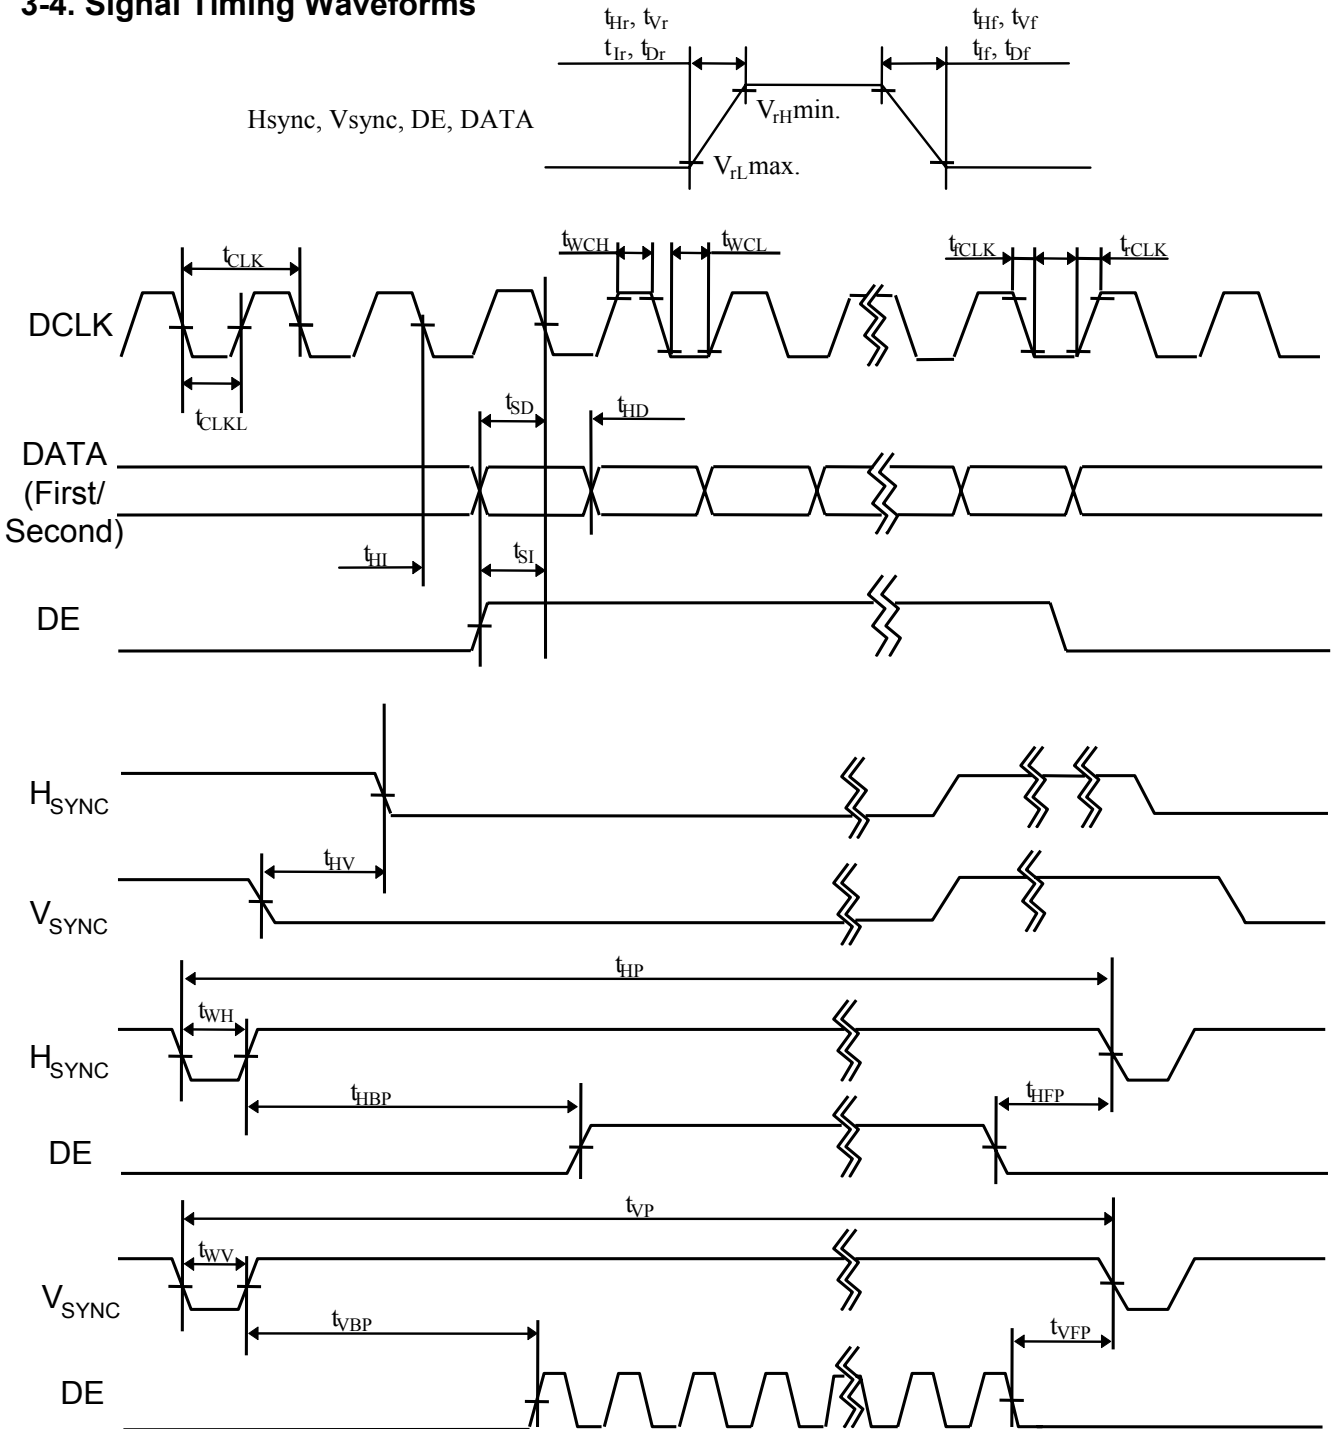 3-4. Signal Timing Waveforms
tHr, tVr
tIr, tDr
tHf, tVf
tIf, tDf
Hsync, Vsync, DE, DATA
VrHmin.
VrLmax.
tCLK
tWCH
tWCL
tfCLK
trCLK
DCLK
tCLKL
tSD
tHD
DATA
(First/
Second)
tHI
tSI
DE
HSYNC
tHV
VSYNC
tHP
tWH
HSYNC
tHBP
tHFP
DE
tVP
tWV
VSYNC
tVBP
tVFP
DE